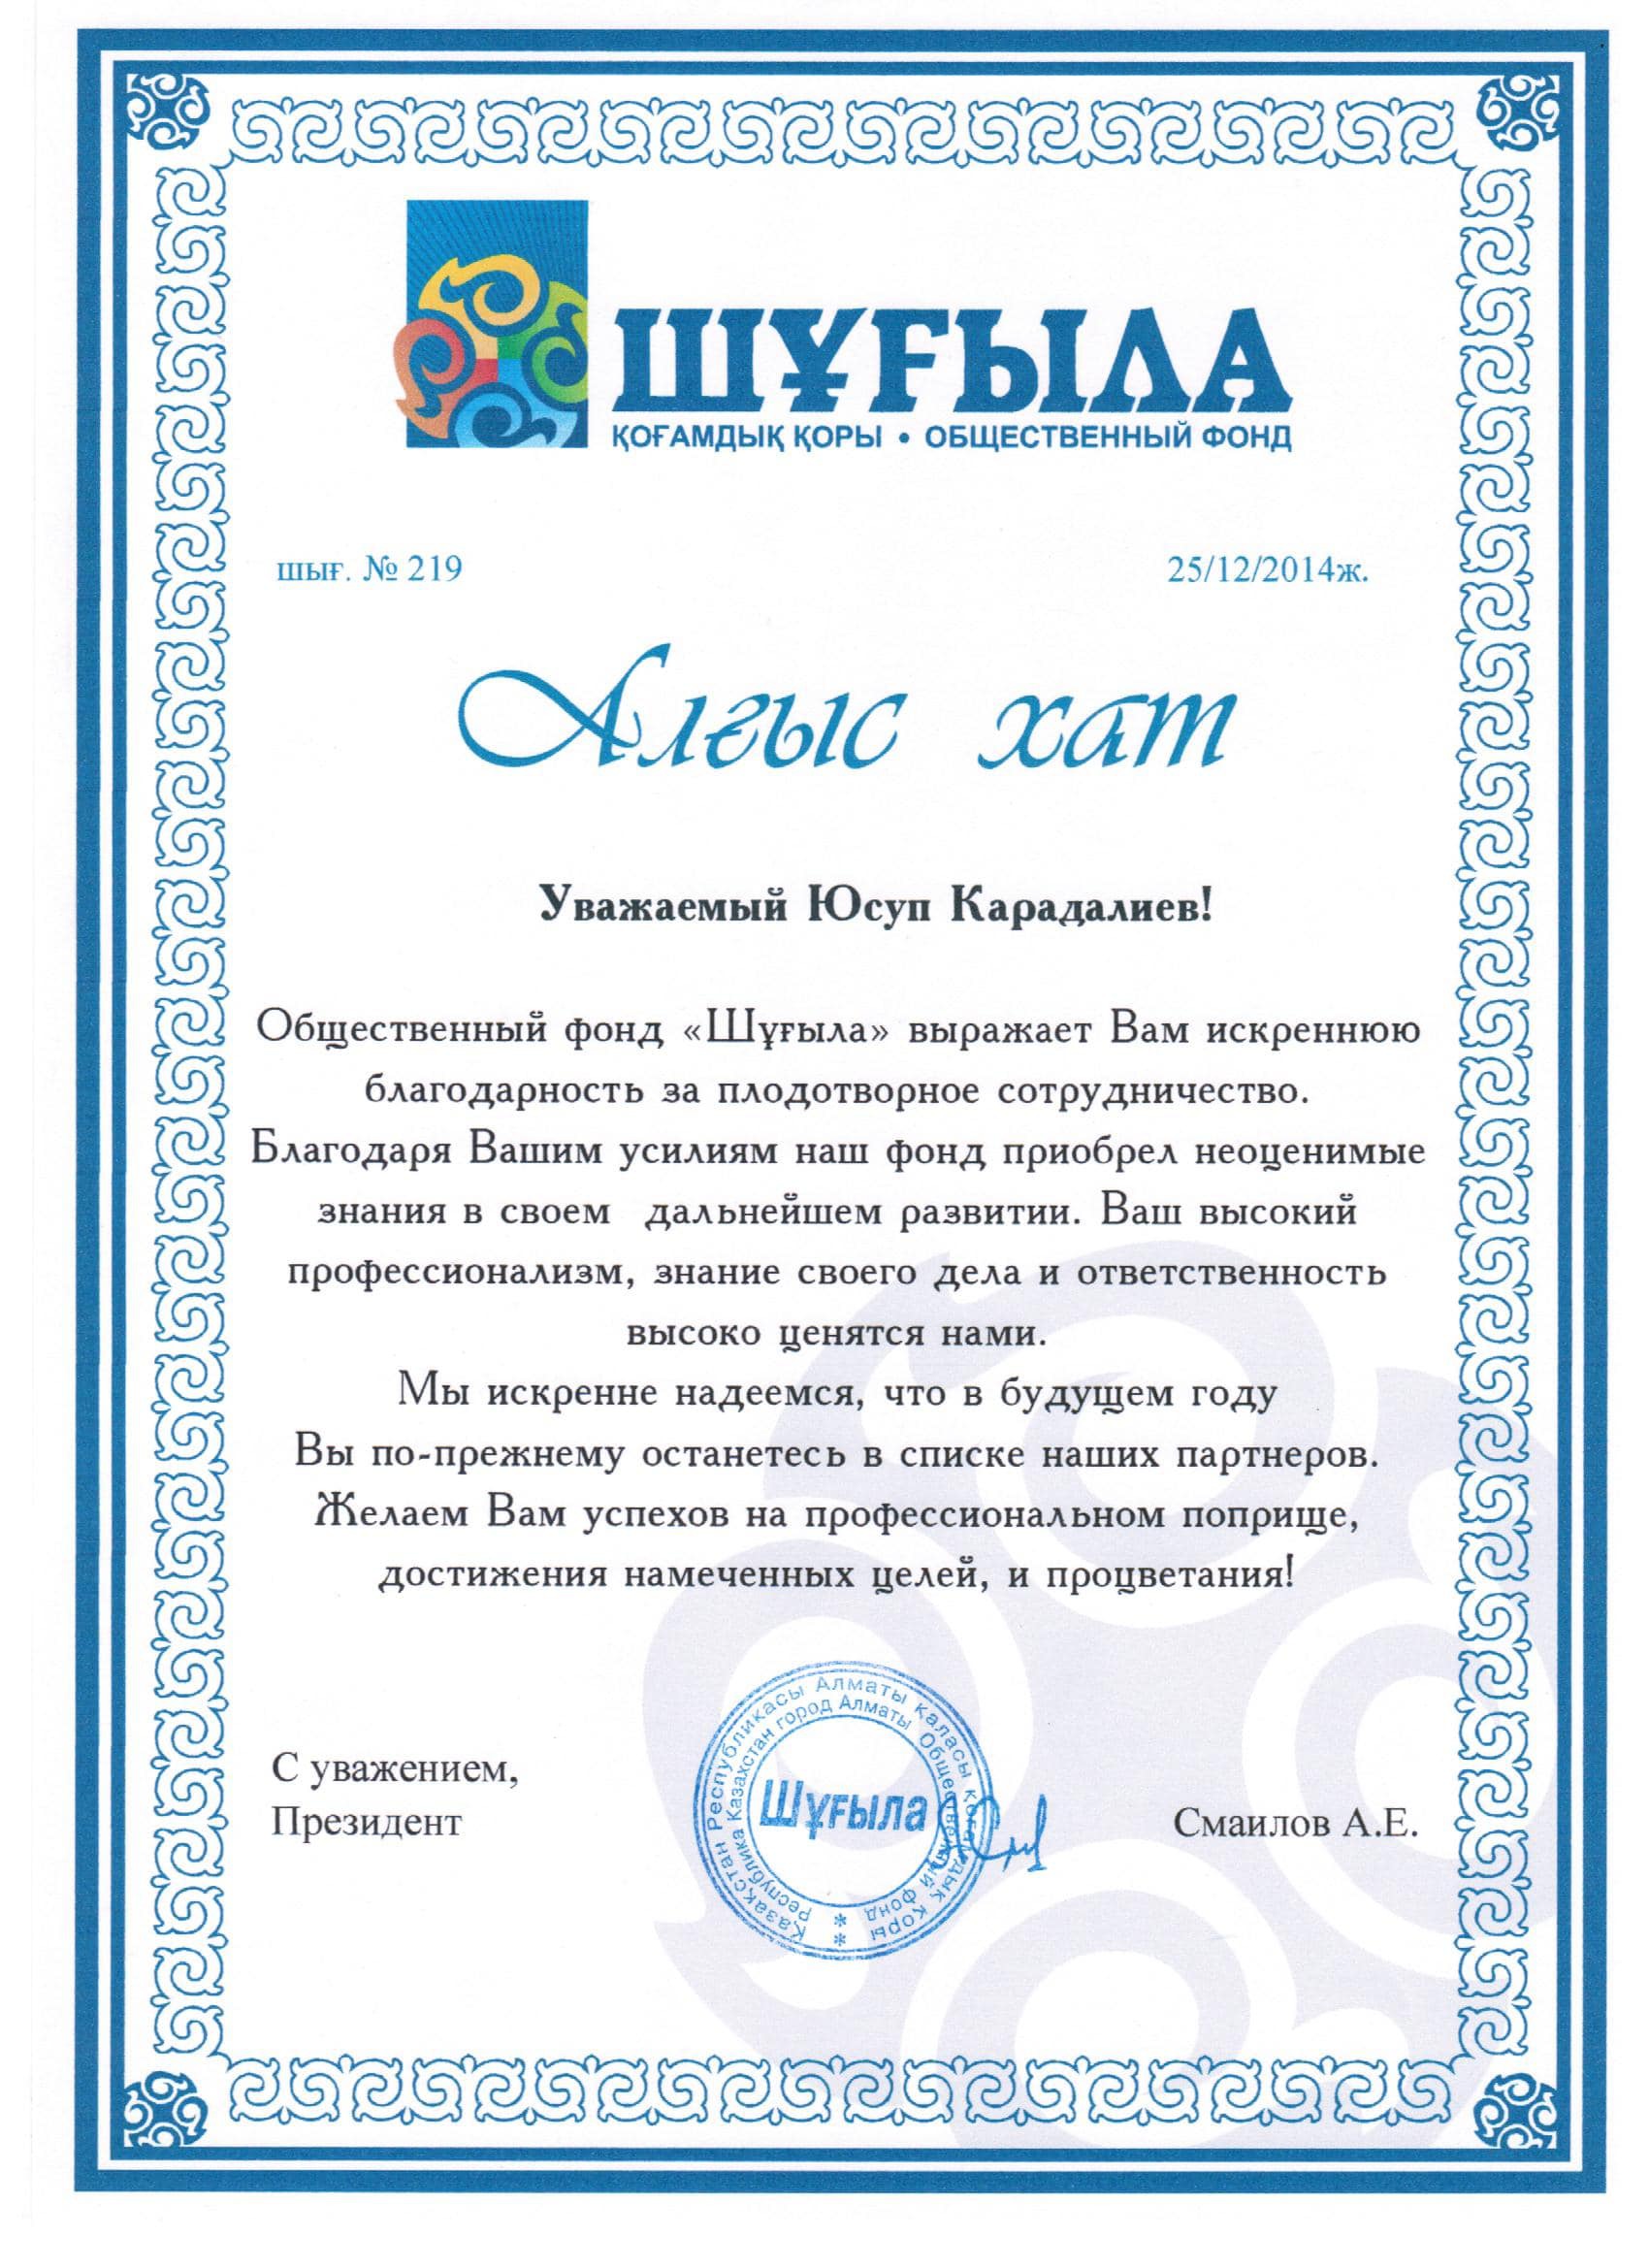 ШҰҒЫЛА
ҚОҒАМДЫҚ ҚОРЫ • ОБЩЕСТВЕННЫЙ ФОНД
шығ. № 219
25/12/2014ж.
Алғыс хат
Уважаемый Юсуп Карадалиев!
Общественный фонд «Шұғыла» выражает Вам искреннюю
благодарность за плодотворное сотрудничество.
Благодаря Вашим усилиям наш фонд приобрел неоценимые
знания в своем дальнейшем развитии. Ваш высокий
профессионализм, знание своего дела и ответственность
высоко ценятся нами.
Мы искренне надеемся, что в будущем году
Вы по-прежнему останетесь в списке наших партнеров.
Желаем Вам успехов на профессиональном поприще,
достижения намеченных целей, и процветания!
С уважением,
Президент
Смаилов А.Е.
Қазақстан Республикасы Алматы қаласы қоғамдық қоры
Республика Казахстан город Алматы Общественный фонд
Шұғыла